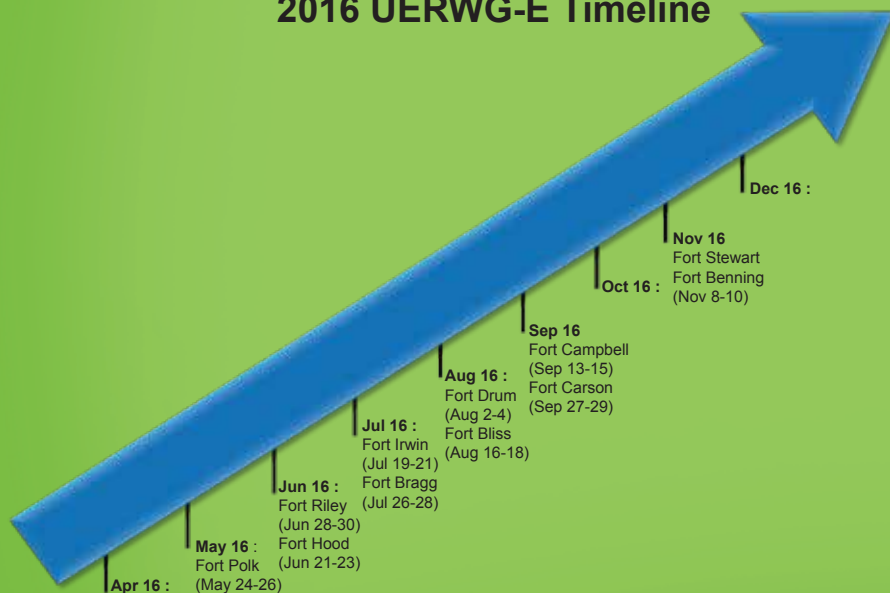 2016 UERWG-E Timeline
Apr 16 :
May 16 :
Fort Polk
(May 24-26)
Jun 16 :
Fort Riley
(Jun 28-30)
Fort Hood
(Jun 21-23)
Jul 16 :
Fort Irwin
(Jul 19-21)
Fort Bragg
(Jul 26-28)
Aug 16 :
Fort Drum
(Aug 2-4)
Fort Bliss
(Aug 16-18)
Sep 16
Fort Campbell
(Sep 13-15)
Fort Carson
(Sep 27-29)
Oct 16 :
Nov 16
Fort Stewart
Fort Benning
(Nov 8-10)
Dec 16 :